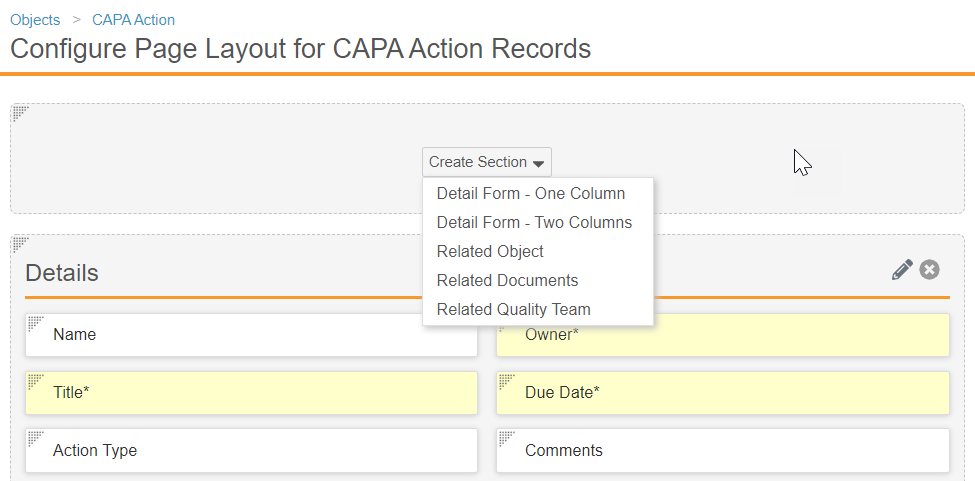 Objects > CAPA Action
Configure Page Layout for CAPA Action Records
Create Section
Detail Form - One Column
Detail Form - Two Columns
Related Object
Related Documents
Related Quality Team
Details
Name
Owner*
Title*
Due Date*
Action Type
Comments